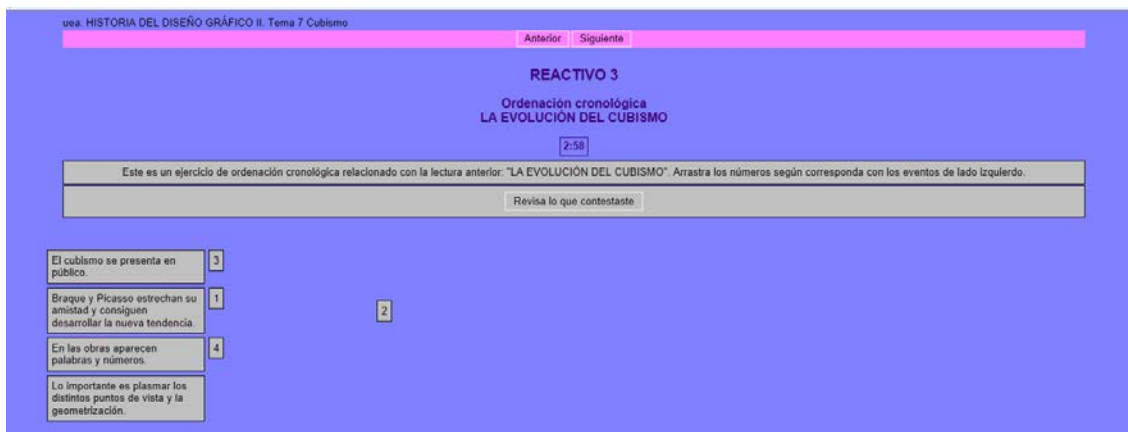 uea. HISTORIA DEL DISEÑO GRÁFICO II. Tema 7 Cubismo
Anterior Siguiente
REACTIVO 3
Ordenación cronológica
LA EVOLUCIÓN DEL CUBISMO
2:58
Este es un ejercicio de ordenación cronológica relacionado con la lectura anterior: "LA EVOLUCIÓN DEL CUBISMO". Arrastra los números según corresponda con los eventos de lado izquierdo.
Revisa lo que contestaste
El cubismo se presenta en
público.
3
Braque y Picasso estrechan su
amistad y consiguen
desarrollar la nueva tendencia.
1
2
En las obras aparecen
palabras y números.
4
Lo importante es plasmar los
distintos puntos de vista y la
geometrización.